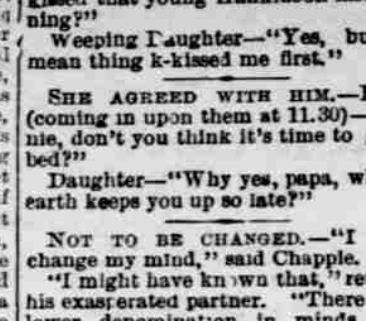 ning?"
Weeping Daughter—"Yes, bu
mean thing k-kissed me first."
SHE AGREED WITH HIM.—
(coming in upon them at 11.30)—
nie, don't you think it's time to
bed?"
Daughter—"Why yes, papa, w
earth keeps you up so late?"
NOT TO BE CHANGED.—"I
change my mind," said Chapple.
"I might have known that," re
his exasperated partner. "There